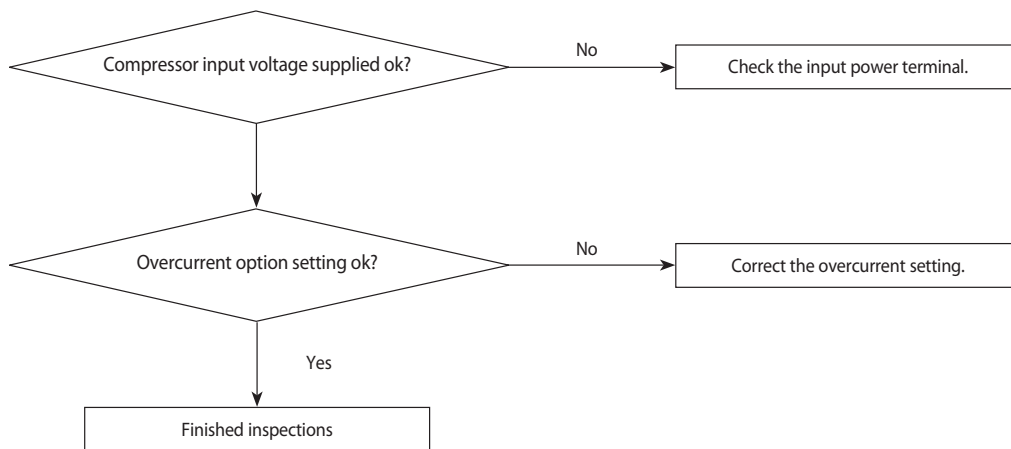 Compressor input voltage supplied ok?
No
Check the input power terminal.
Overcurrent option setting ok?
No
Correct the overcurrent setting.
Yes
Finished inspections